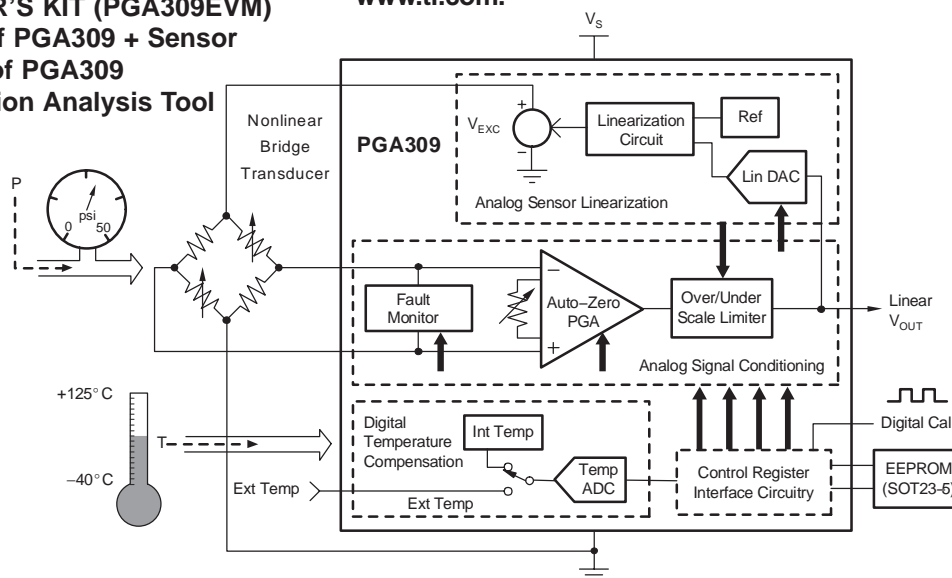 R'S KIT (PGA309EVM)
www.ti.com.
f PGA309 + Sensor
of PGA309
ion Analysis Tool
VS
Nonlinear
Bridge
Transducer
PGA309
VEXC
+
−
Linearization
Circuit
Ref
Lin DAC
Analog Sensor Linearization
P
psi
0 50
Fault
Monitor
−
+
Auto−Zero
PGA
Over/Under
Scale Limiter
Linear
VOUT
Analog Signal Conditioning
+125°C
T
−40°C
Digital
Temperature
Compensation
Int Temp
Ext Temp
Ext Temp
Temp
ADC
Control Register
Interface Circuitry
Digital Cal
EEPROM
(SOT23-5)